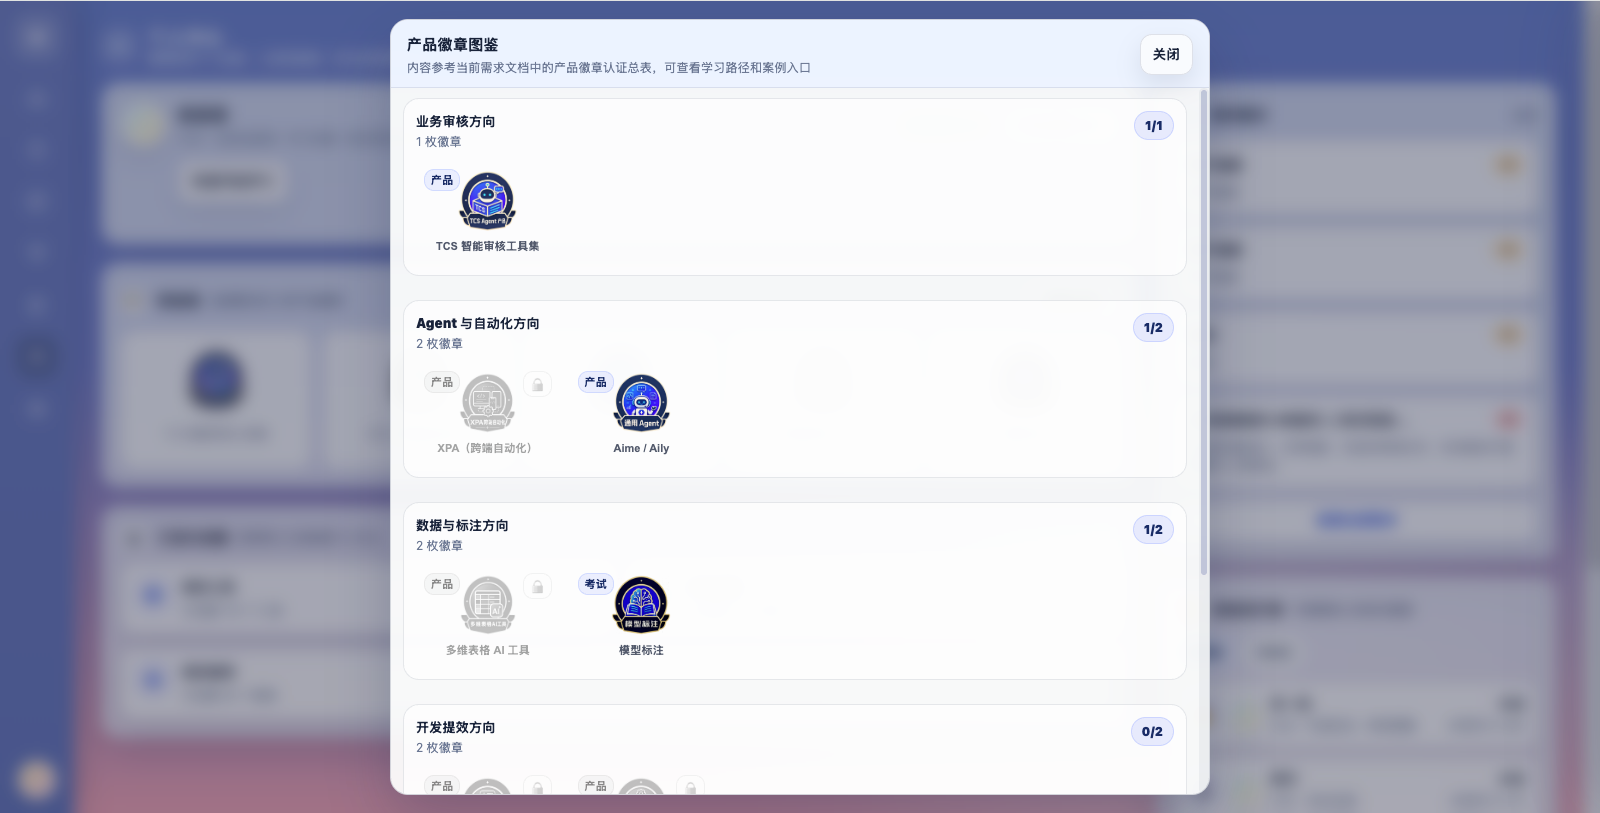 产品徽章图鉴
内容参考当前需求文档中的产品徽章认证总表，可查看学习路径和案例入口
关闭
业务审核方向
1 枚徽章
1/1
产品
TCS
TCS Agent
TCS 智能审核工具集
Agent 与自动化方向
2 枚徽章
1/2
产品
XPA（跨端自动化）
产品
通用 Agent
Aime / Aily
数据与标注方向
2 枚徽章
1/2
产品
多维表格 AI 工具
考试
模型标注
模型标注
开发提效方向
2 枚徽章
0/2
产品
产品